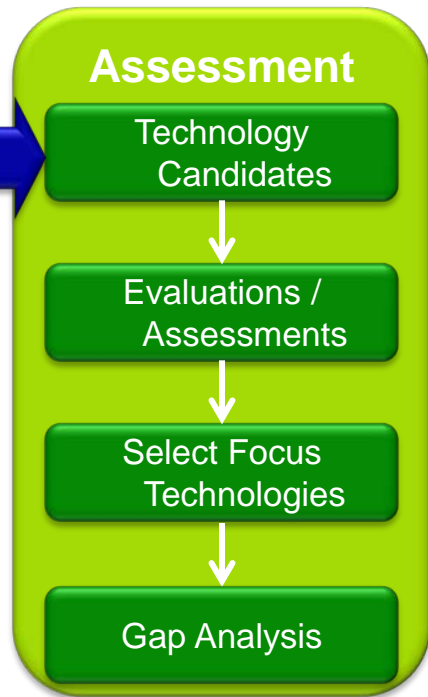 Assessment
Technology
Candidates
Evaluations /
Assessments
Select Focus
Technologies
Gap Analysis